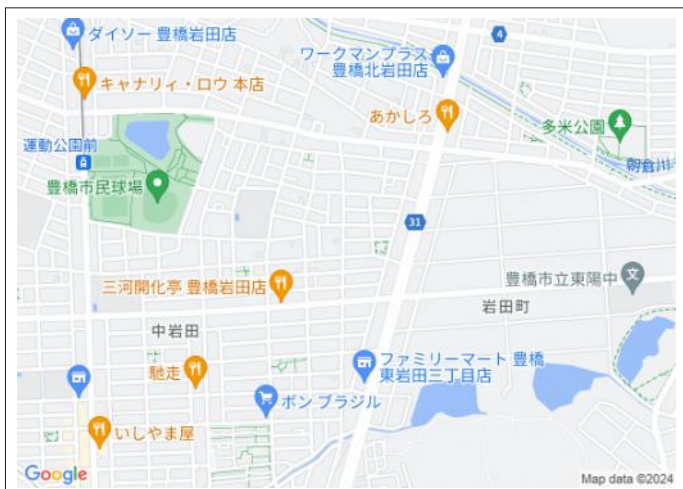 ダイソー 豊橋岩田店
4
ワークマンプラス
豊橋北岩田店
キャナリィ・ロウ 本店
あかしろ
多米公園
運動公園前
朝倉川
豊橋市民球場
31
三河開化亭 豊橋岩田店
豊橋市立東陽中
文
岩田町
中岩田
ファミリーマート 豊橋
東岩田三丁目店
馳走
ボン ブラジル
いしやま屋
Google
Map data ©2024